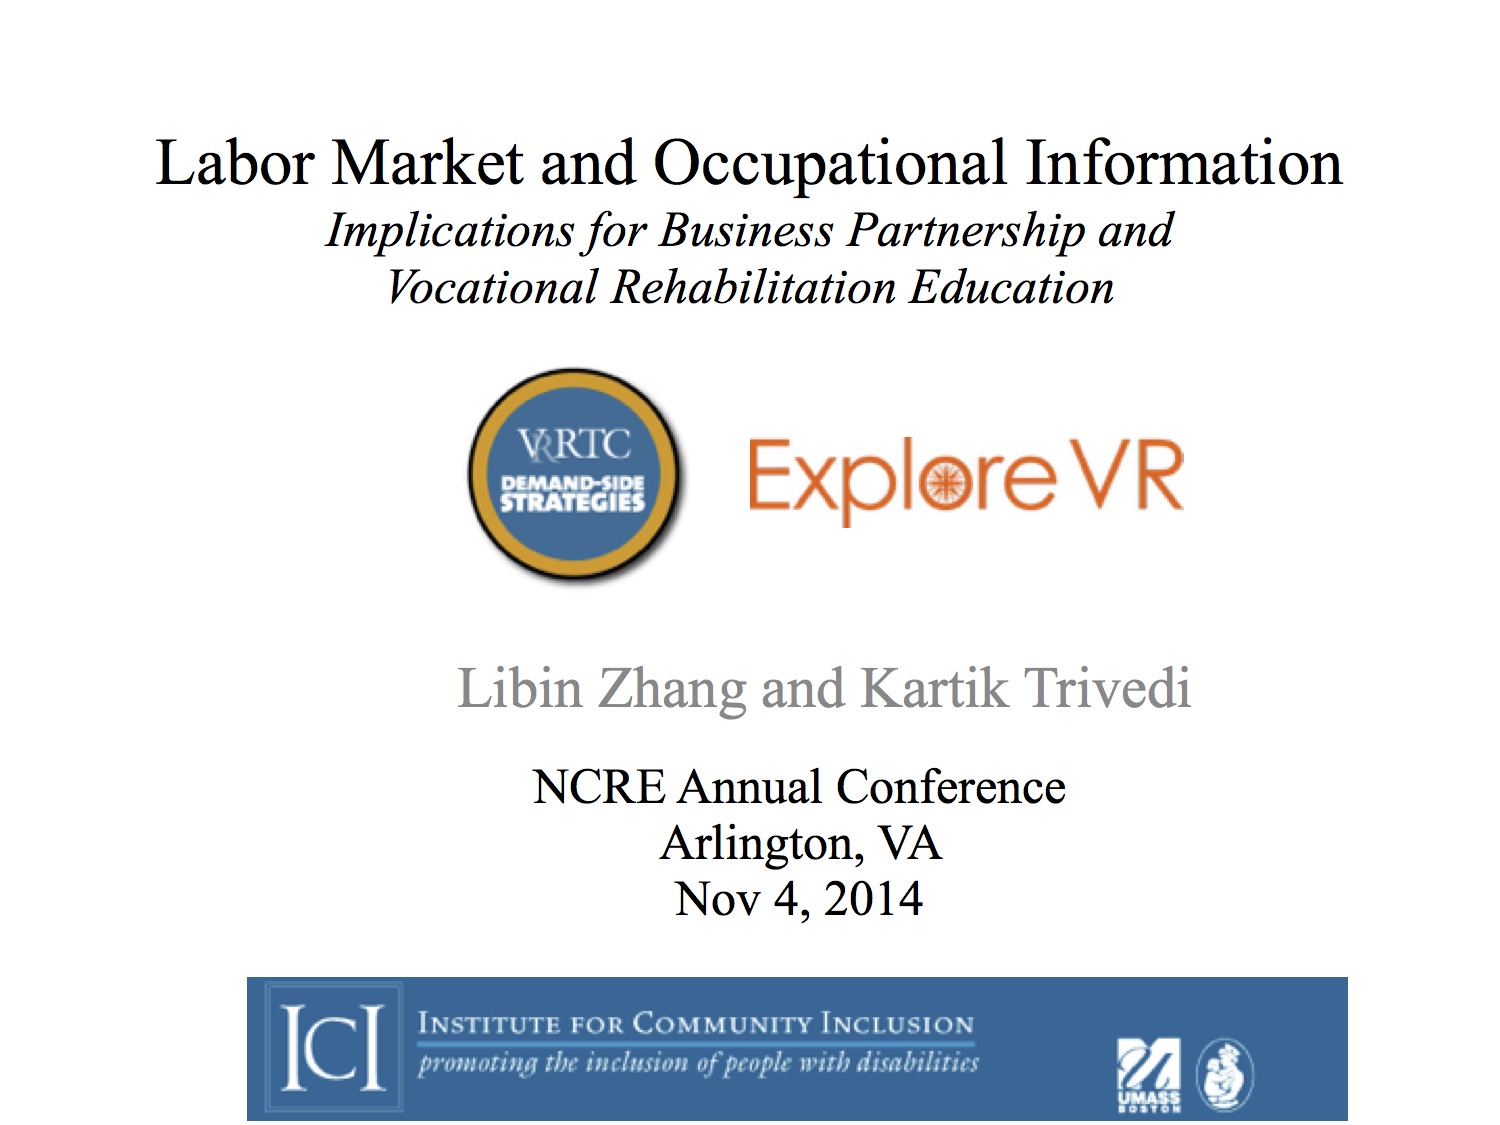 Labor Market and Occupational Information
Implications for Business Partnership and
Vocational Rehabilitation Education
VRRTC
DEMAND-SIDE
STRATEGIES
Explore VR
Libin Zhang and Kartik Trivedi
NCRE Annual Conference
Arlington, VA
Nov 4, 2014
ICI
INSTITUTE FOR COMMUNITY INCLUSION
promoting the inclusion of people with disabilities
UMASS
BOSTON